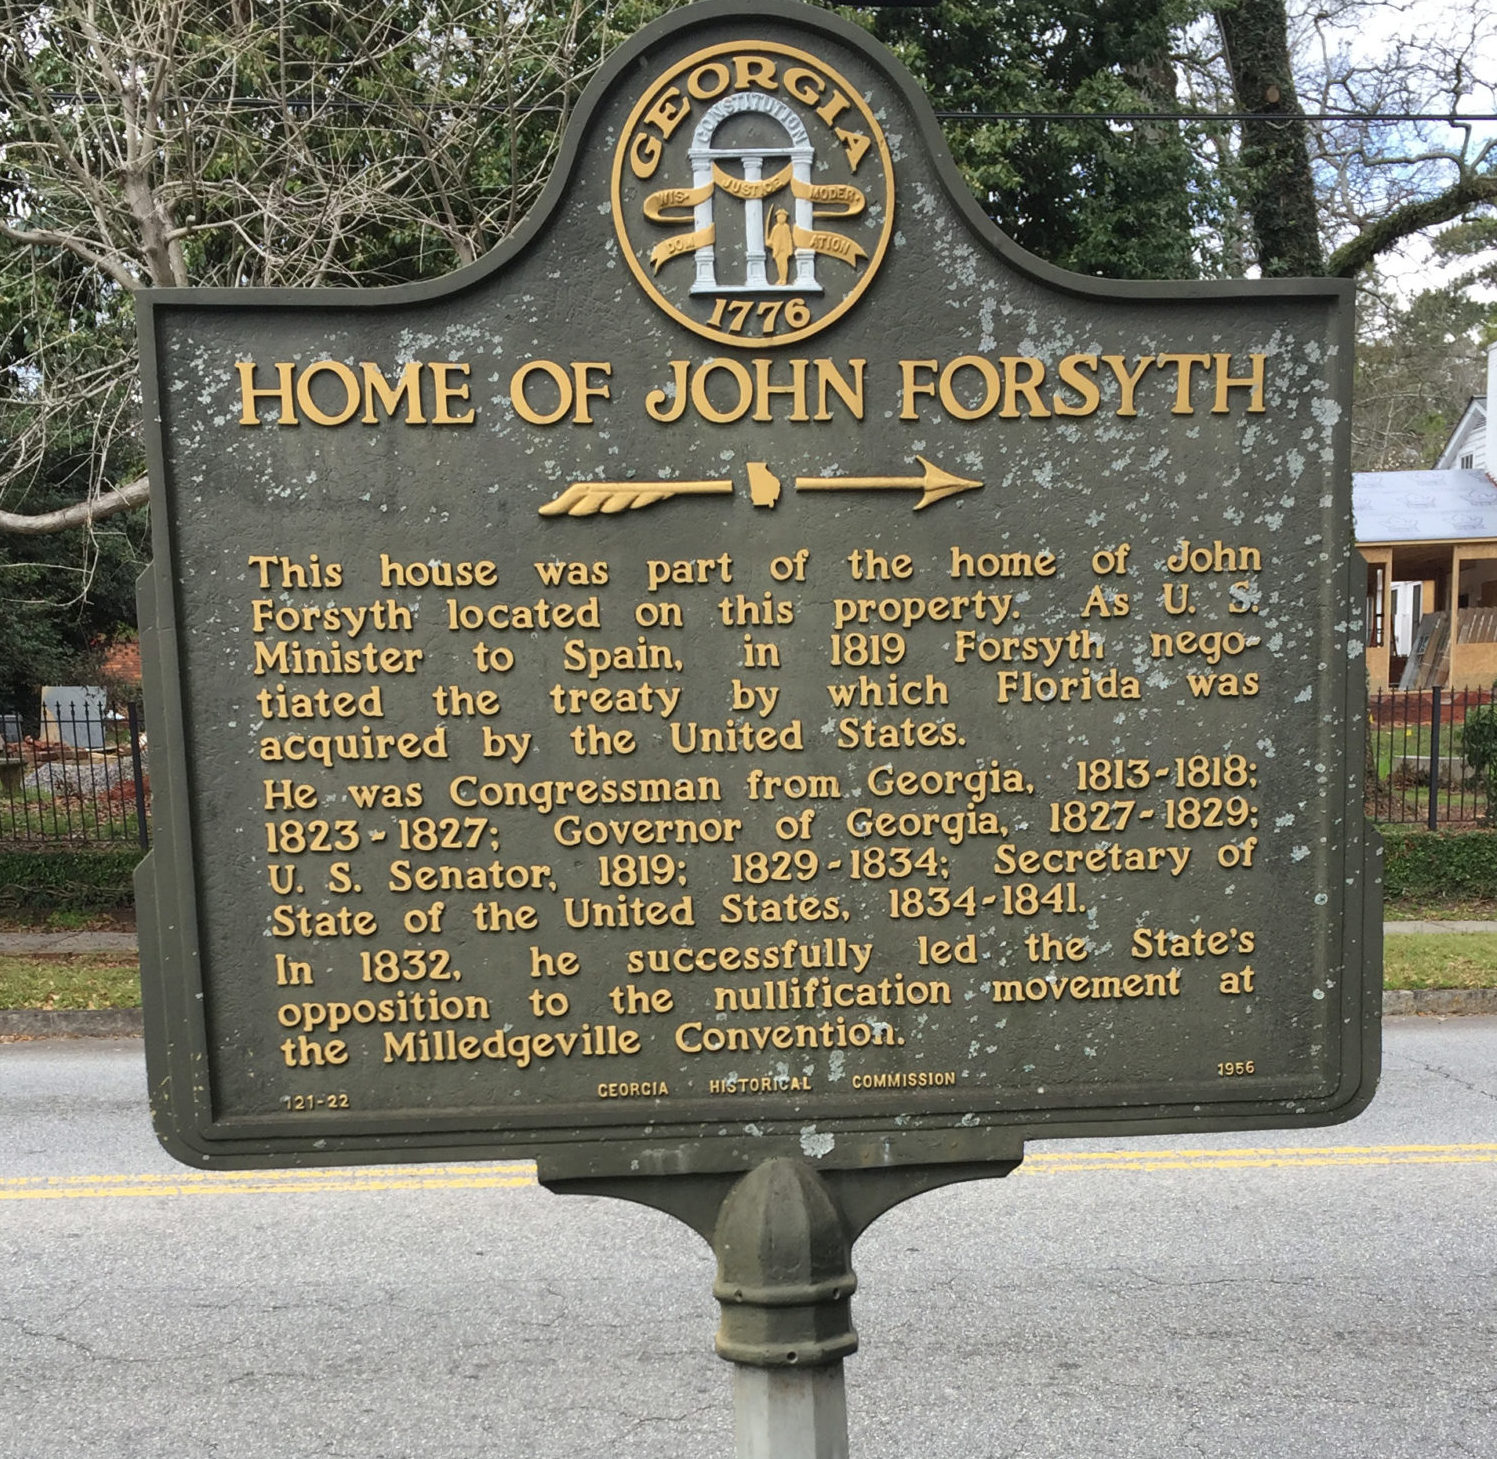 GEORGIA
CONSTITUTION
WIS- JUSTICE MODER-
DOM ATION
1776
HOME OF JOHN FORSYTH
This house was part of the home of John
Forsyth located on this property. As U. S.
Minister to Spain, in 1819 Forsyth nego-
tiated the treaty by which Florida was
acquired by the United States.
He was Congressman from Georgia, 1813-1818;
1823-1827; Governor of Georgia, 1827-1829;
U. S. Senator, 1819; 1829-1834; Secretary of
State of the United States, 1834-1841.
In 1832, he successfully led the State's
opposition to the nullification movement at
the Milledgeville Convention.
121-22 GEORGIA HISTORICAL COMMISSION 1956